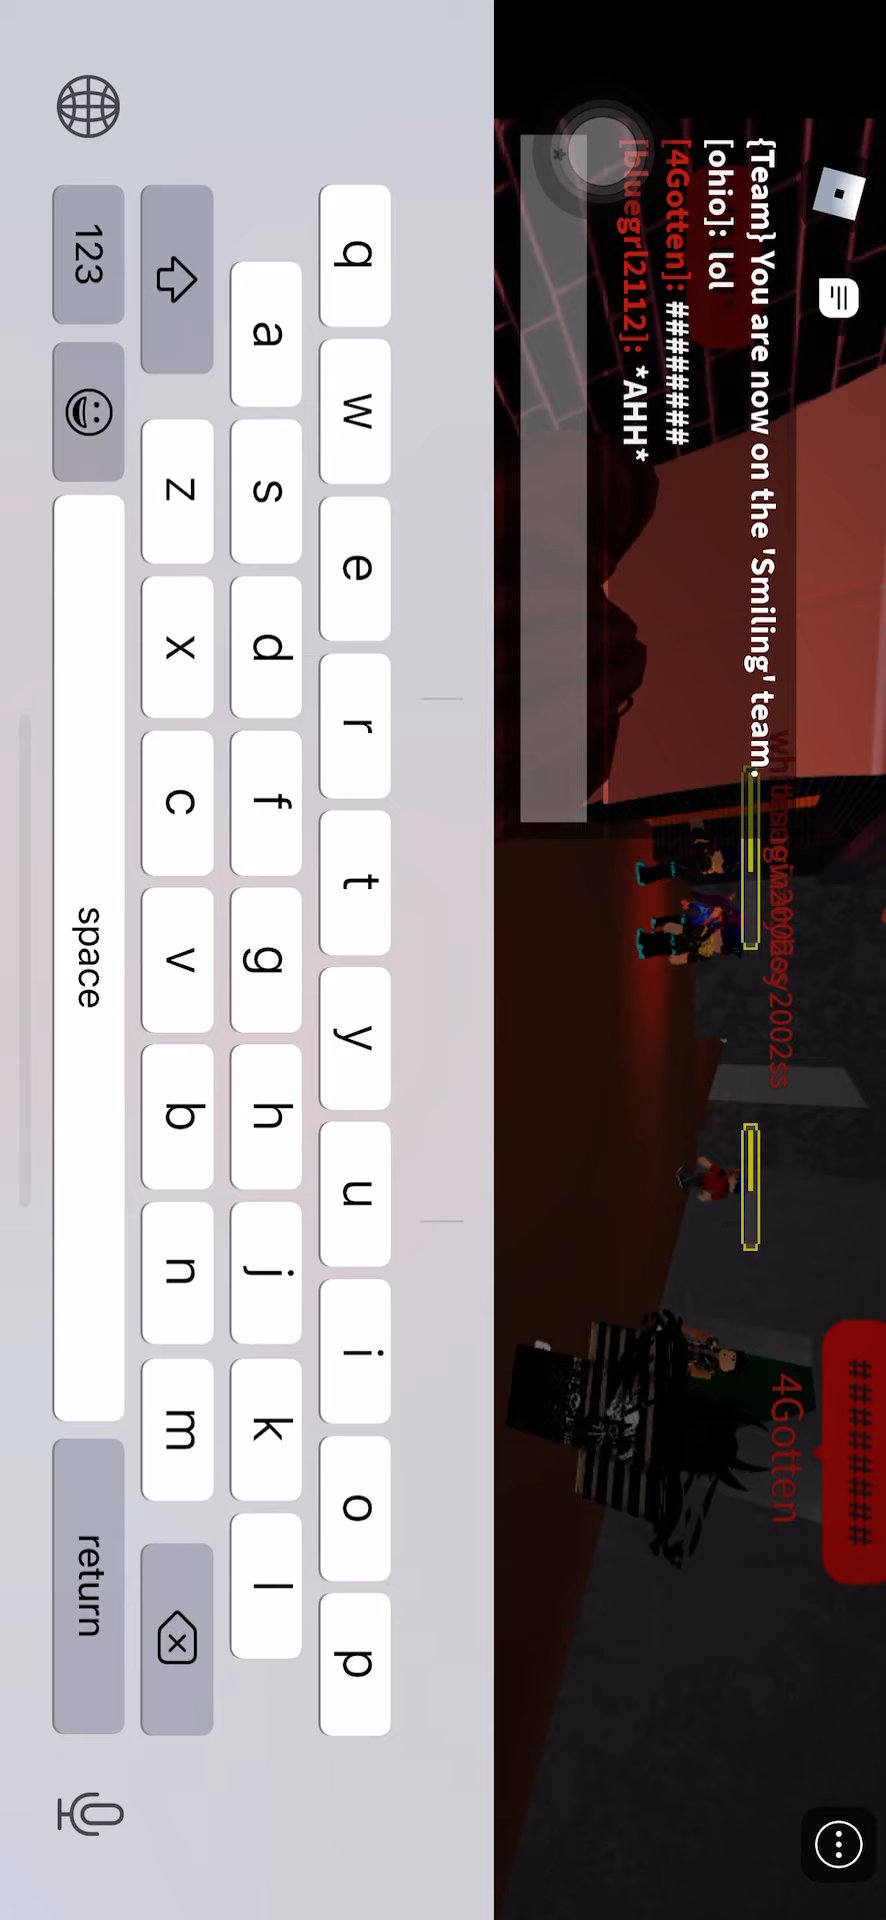 {Team} You are now on the 'Smiling' team.
[ohio]: lol
[4Gotten]: #########
[bluegrl2112]: *AHH*
*
#########
4Gotten
q w e r t y u i o p
a s d f g h j k l
z x c v b n m
123 space return